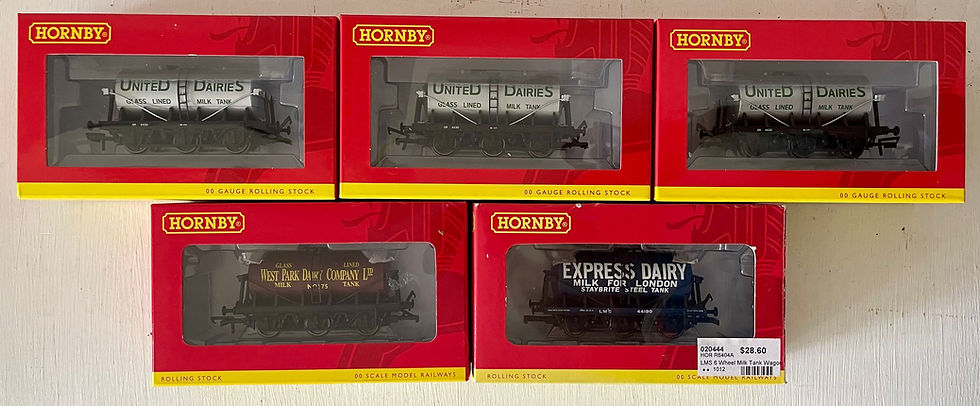 HORNBY®
UNITED DAIRIES
GLASS LINED MILK TANK
00 GAUGE ROLLING STOCK
HORNBY®
UNITED DAIRIES
GLASS LINED MILK TANK
00 GAUGE ROLLING STOCK
HORNBY®
UNITED DAIRIES
GLASS LINED MILK TANK
00 GAUGE ROLLING STOCK
HORNBY®
GLASS LINED
WEST PARK DAIRY COMPANY LTD
MILK NO 175 TANK
ROLLING STOCK 00 SCALE MODEL RAILWAYS
HORNBY®
EXPRESS DAIRY
MILK FOR LONDON
STAYBRITE STEEL TANK
LMS 44190
020444 $28.60
HOR R6404A
LMS 6 Wheel Milk Tank Wagon
1012
ROLLING STOCK 00 SCALE MODEL RAILWAYS